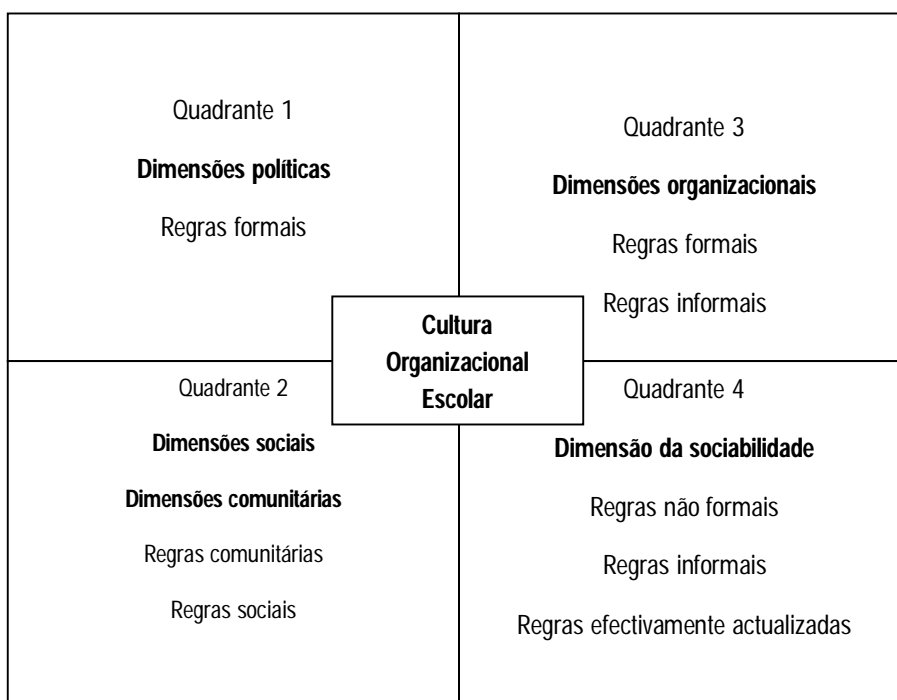 Quadrante 1
Dimensões políticas
Regras formais
Quadrante 3
Dimensões organizacionais
Regras formais
Regras informais
Cultura
Organizacional
Escolar
Quadrante 2
Dimensões sociais
Dimensões comunitárias
Regras comunitárias
Regras sociais
Quadrante 4
Dimensão da sociabilidade
Regras não formais
Regras informais
Regras efectivamente actualizadas